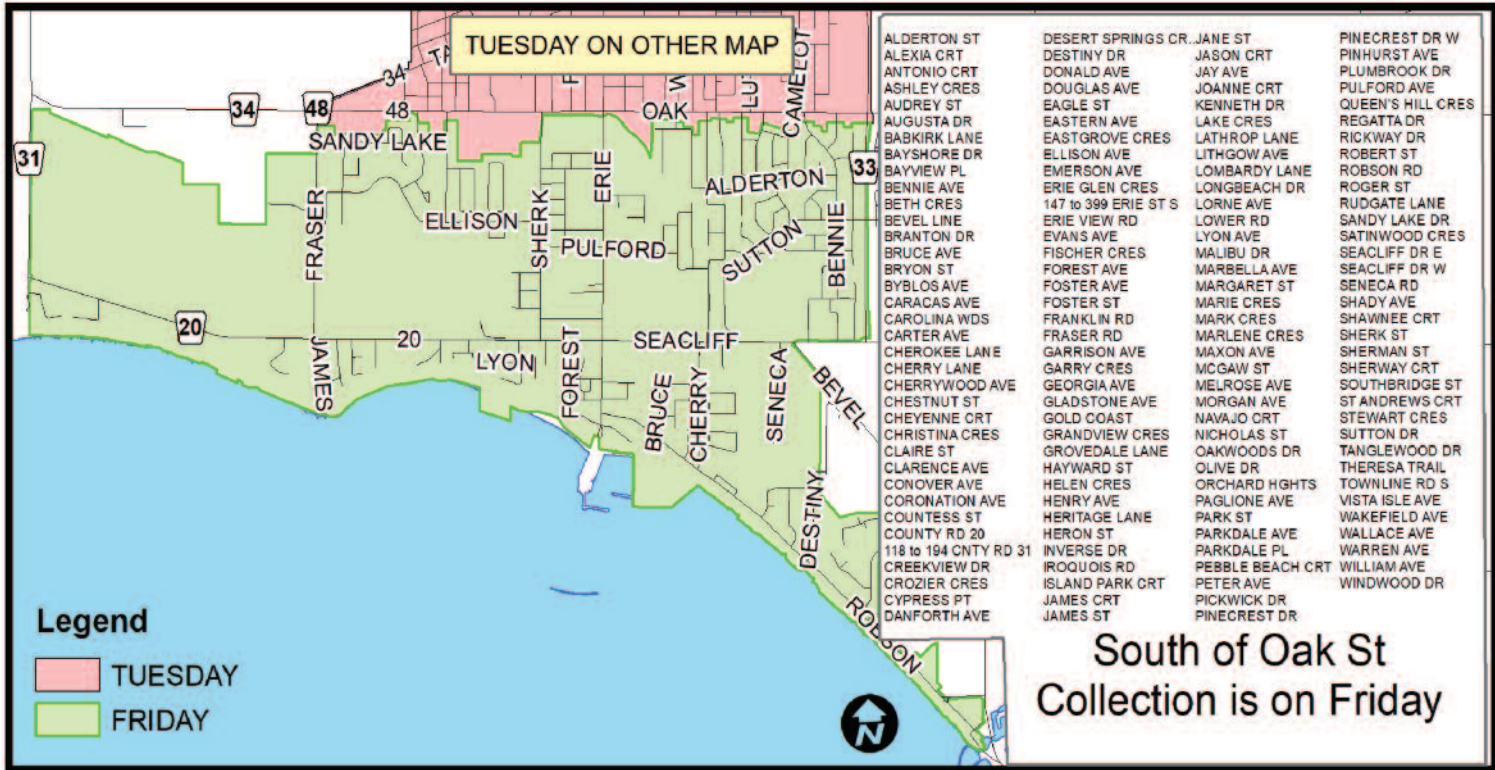 TUESDAY ON OTHER MAP
34
48
34
48
OAK
CAMELOT
31
SANDY LAKE
33
ERIE
ALDERTON
ELLISON
SHERK
FRASER
PULFORD
SUTTON
BENNIE
20
20
SEACLIFF
JAMES
LYON
FOREST
BRUCE
CHERRY
SENECA
BEVEL
DESTINY
ROBSON
Legend
TUESDAY
FRIDAY
N
ALDERTON ST
ALEXIA CRT
ANTONIO CRT
ASHLEY CRES
AUDREY ST
AUGUSTA DR
BABKIRK LANE
BAYSHORE DR
BAYVIEW PL
BENNIE AVE
BETH CRES
BEVEL LINE
BRANTON DR
BRUCE AVE
BRYON ST
BYBLOS AVE
CARACAS AVE
CAROLINA WDS
CARTER AVE
CHEROKEE LANE
CHERRY LANE
CHERRYWOOD AVE
CHESTNUT ST
CHEYENNE CRT
CHRISTINA CRES
CLAIRE ST
CLARENCE AVE
CONOVER AVE
CORONATION AVE
COUNTESS ST
COUNTY RD 20
118 to 194 CNTY RD 31
CREEKVIEW DR
CROZIER CRES
CYPRESS PT
DANFORTH AVE
DESERT SPRINGS CR..
DESTINY DR
DONALD AVE
DOUGLAS AVE
EAGLE ST
EASTERN AVE
EASTGROVE CRES
ELLISON AVE
EMERSON AVE
ERIE GLEN CRES
147 to 399 ERIE ST S
ERIE VIEW RD
EVANS AVE
FISCHER CRES
FOREST AVE
FOSTER AVE
FOSTER ST
FRANKLIN RD
FRASER RD
GARRISON AVE
GARRY CRES
GEORGIA AVE
GLADSTONE AVE
GOLD COAST
GRANDVIEW CRES
GROVEDALE LANE
HAYWARD ST
HELEN CRES
HENRY AVE
HERITAGE LANE
HERON ST
INVERSE DR
IROQUOIS RD
ISLAND PARK CRT
JAMES CRT
JAMES ST
JANE ST
JASON CRT
JAY AVE
JOANNE CRT
KENNETH DR
LAKE CRES
LATHROP LANE
LITHGOW AVE
LOMBARDY LANE
LONGBEACH DR
LORNE AVE
LOWER RD
LYON AVE
MALIBU DR
MARBELLA AVE
MARGARET ST
MARIE CRES
MARK CRES
MARLENE CRES
MAXON AVE
MCGAW ST
MELROSE AVE
MORGAN AVE
NAVAJO CRT
NICHOLAS ST
OAKWOODS DR
OLIVE DR
ORCHARD HGHTS
PAGLIONE AVE
PARK ST
PARKDALE AVE
PARKDALE PL
PEBBLE BEACH CRT
PETER AVE
PICKWICK DR
PINECREST DR
PINECREST DR W
PINHURST AVE
PLUMBROOK DR
PULFORD AVE
QUEEN'S HILL CRES
REGATTA DR
RICKWAY DR
ROBERT ST
ROBSON RD
ROGER ST
RUDGATE LANE
SANDY LAKE DR
SATINWOOD CRES
SEACLIFF DR E
SEACLIFF DR W
SENECA RD
SHADY AVE
SHAWNEE CRT
SHERK ST
SHERMAN ST
SHERWAY CRT
SOUTHBRIDGE ST
ST ANDREWS CRT
STEWART CRES
SUTTON DR
TANGLEWOOD DR
THERESA TRAIL
TOWNLINE RD S
VISTA ISLE AVE
WAKEFIELD AVE
WALLACE AVE
WARREN AVE
WILLIAM AVE
WINDWOOD DR
South of Oak St
Collection is on Friday